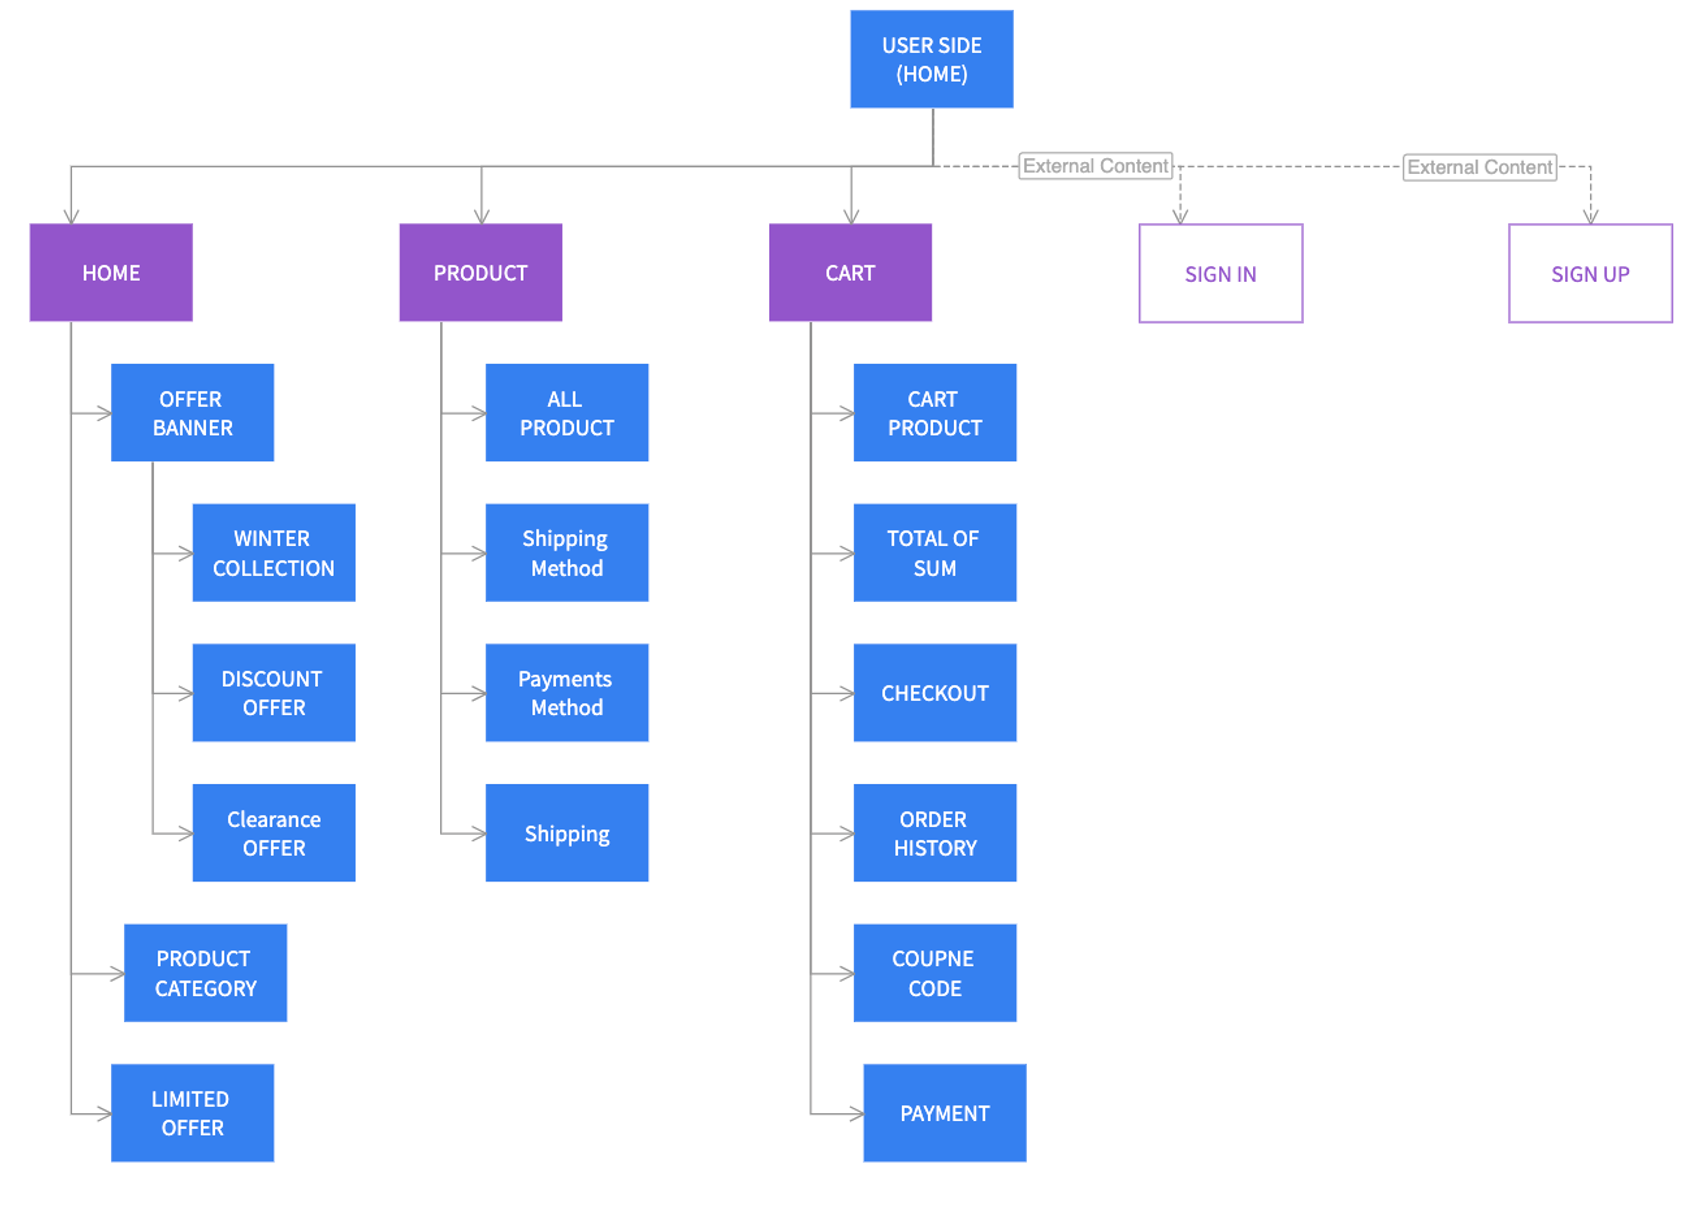 USER SIDE
(HOME)
External Content
External Content
HOME
PRODUCT
CART
SIGN IN
SIGN UP
OFFER
BANNER
ALL
PRODUCT
CART
PRODUCT
WINTER
COLLECTION
Shipping
Method
TOTAL OF
SUM
DISCOUNT
OFFER
Payments
Method
CHECKOUT
Clearance
OFFER
Shipping
ORDER
HISTORY
PRODUCT
CATEGORY
COUPNE
CODE
LIMITED
OFFER
PAYMENT